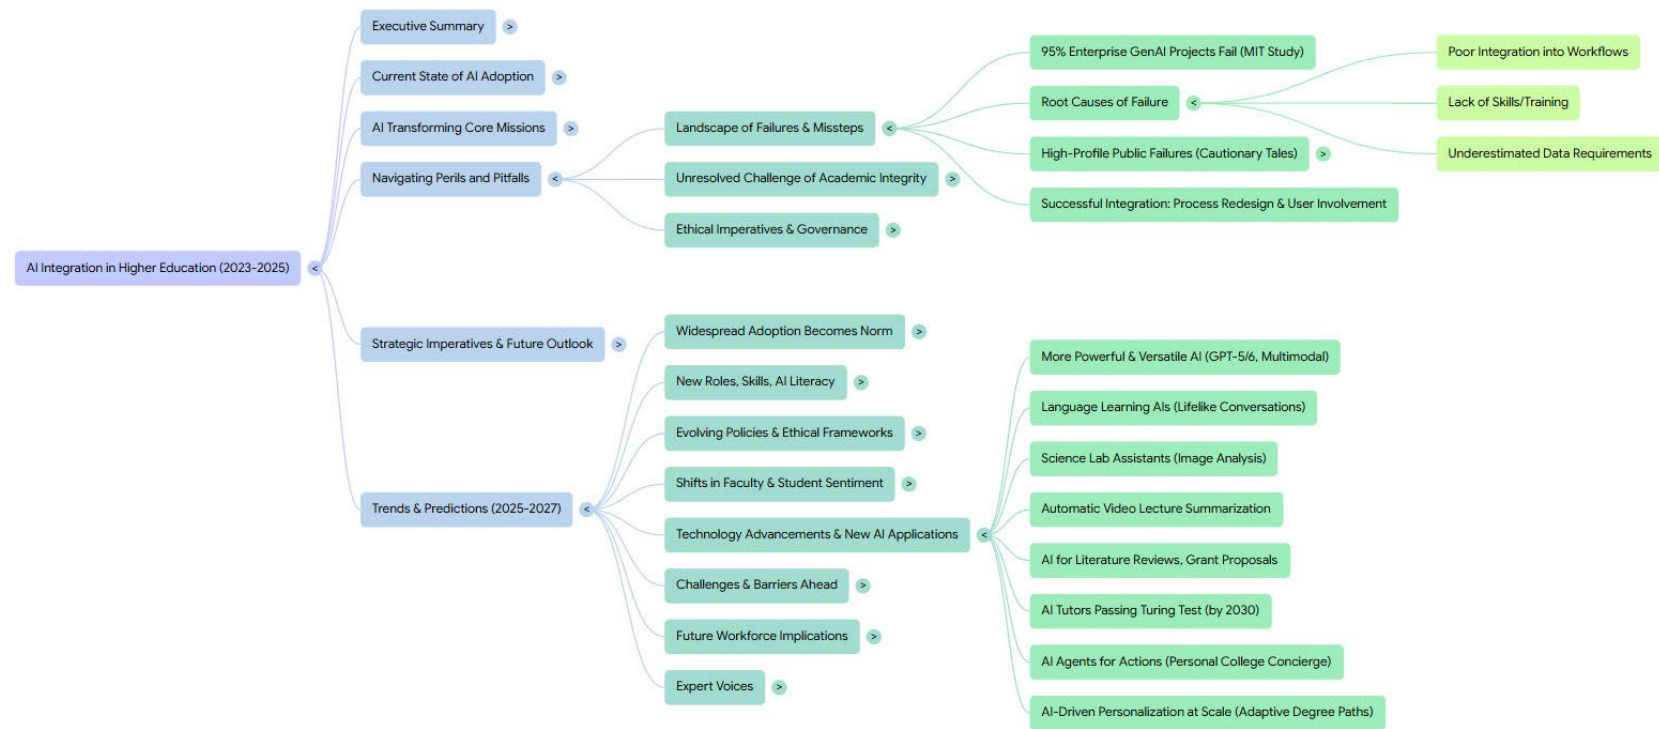 AI Integration in Higher Education (2023-2025)
<
Executive Summary
>
Current State of AI Adoption
>
AI Transforming Core Missions
>
Navigating Perils and Pitfalls
<
Landscape of Failures & Missteps
<
95% Enterprise GenAI Projects Fail (MIT Study)
Root Causes of Failure
<
Poor Integration into Workflows
Lack of Skills/Training
Underestimated Data Requirements
High-Profile Public Failures (Cautionary Tales)
>
Successful Integration: Process Redesign & User Involvement
Unresolved Challenge of Academic Integrity
>
Ethical Imperatives & Governance
>
Strategic Imperatives & Future Outlook
>
Trends & Predictions (2025-2027)
<
Widespread Adoption Becomes Norm
>
New Roles, Skills, AI Literacy
>
Evolving Policies & Ethical Frameworks
>
Shifts in Faculty & Student Sentiment
>
Technology Advancements & New AI Applications
<
More Powerful & Versatile AI (GPT-5/6, Multimodal)
Language Learning AIs (Lifelike Conversations)
Science Lab Assistants (Image Analysis)
Automatic Video Lecture Summarization
AI for Literature Reviews, Grant Proposals
AI Tutors Passing Turing Test (by 2030)
AI Agents for Actions (Personal College Concierge)
AI-Driven Personalization at Scale (Adaptive Degree Paths)
Challenges & Barriers Ahead
>
Future Workforce Implications
>
Expert Voices
>